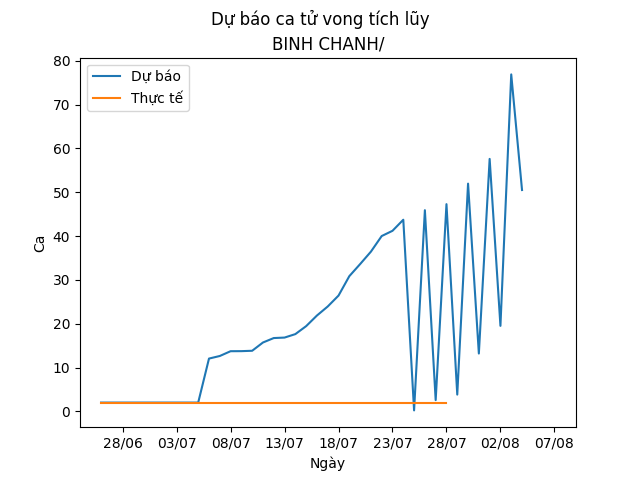 Dự báo ca tử vong tích lũy
BINH CHANH/
Dự báo
Thực tế
Ca
80
70
60
50
40
30
20
10
0
28/06 03/07 08/07 13/07 18/07 23/07 28/07 02/08 07/08
Ngày